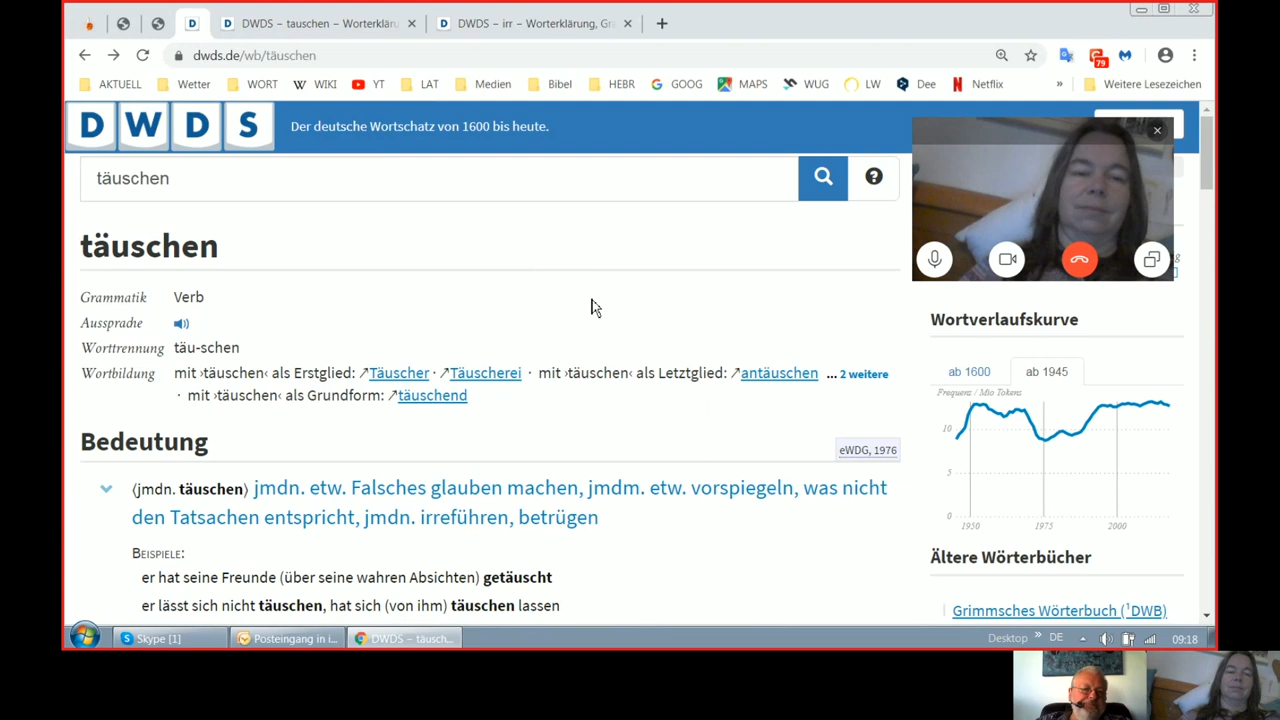 DWDS – tauschen – Worterkläru
DWDS – irr – Worterklärung, Gr
dwds.de/wb/täuschen
79
AKTUELL Wetter WORT WIKI YT LAT Medien Bibel HEBR GOOG MAPS WUG LW Dee Netflix » Weitere Lesezeichen
D W D S
Der deutsche Wortschatz von 1600 bis heute.
täuschen
täuschen
Grammatik Verb
Aussprache
Worttrennung täu-schen
Wortbildung mit ›täuschen‹ als Erstglied: ↗Täuscher · ↗Täuscherei · mit ›täuschen‹ als Letztglied: ↗antäuschen ... 2 weitere
· mit ›täuschen‹ als Grundform: ↗täuschend
Bedeutung
eWDG, 1976
⟨jmdn. täuschen⟩ jmdn. etw. Falsches glauben machen, jmdm. etw. vorspiegeln, was nicht
den Tatsachen entspricht, jmdn. irreführen, betrügen
Beispiele:
er hat seine Freunde (über seine wahren Absichten) getäuscht
er lässt sich nicht täuschen, hat sich (von ihm) täuschen lassen
Wortverlaufskurve
ab 1600 ab 1945
Frequenz / Mio Tokens
10
5
0
1950 1975 2000
Ältere Wörterbücher
Grimmsches Wörterbuch (¹DWB)
Skype [1] Posteingang in i... DWDS – täusch... Desktop » DE 09:18